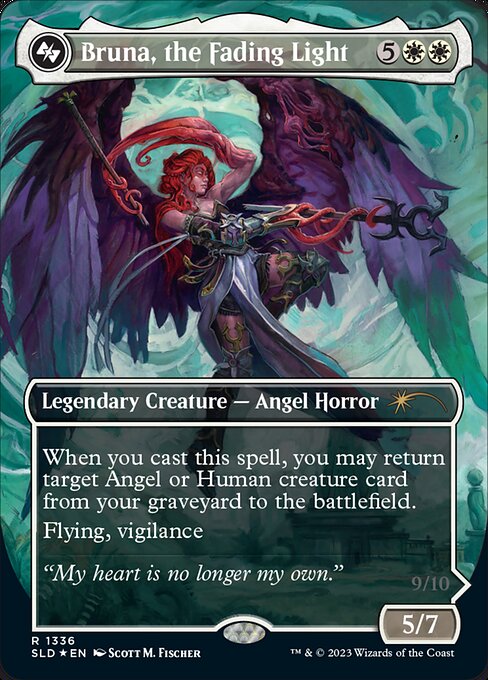 Bruna, the Fading Light 5
Legendary Creature — Angel Horror
When you cast this spell, you may return
target Angel or Human creature card
from your graveyard to the battlefield.
Flying, vigilance
“My heart is no longer my own.”
9/10
5/7
R 1336
SLD ★ EN Scott M. Fischer
™ & © 2023 Wizards of the Coast